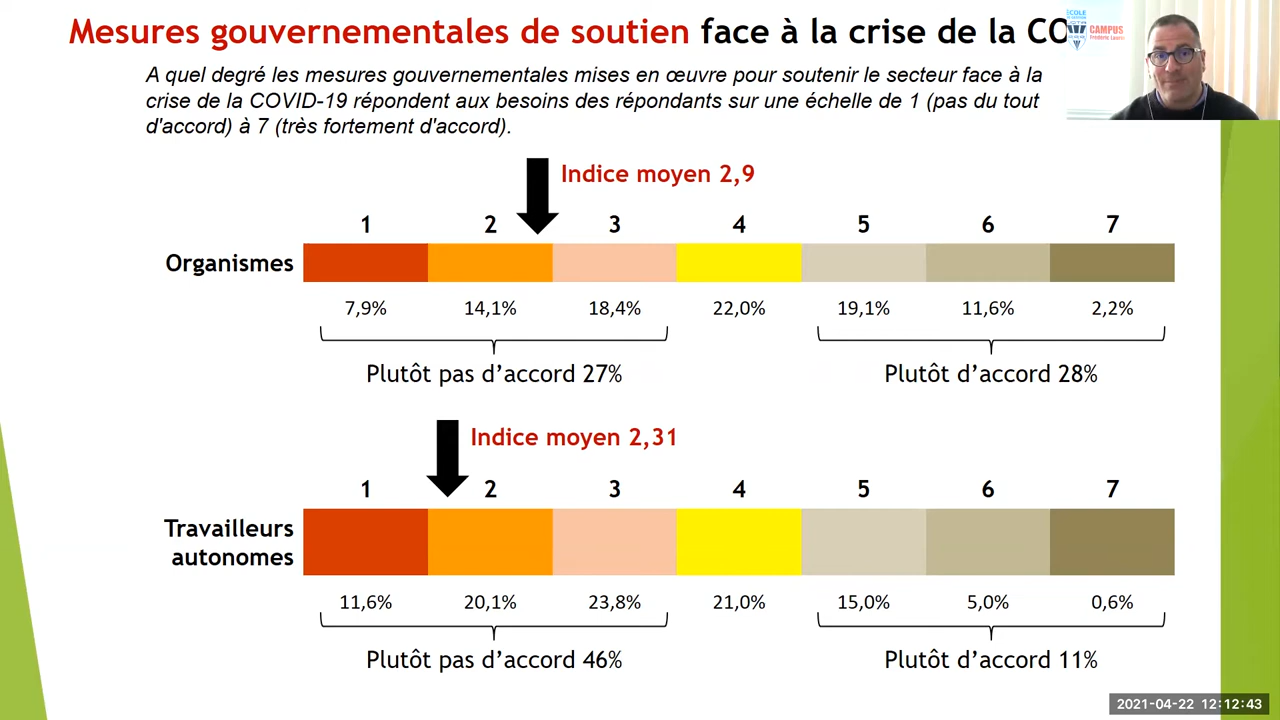 Mesures gouvernementales de soutien face à la crise de la CO
ÉCOLE
CAMPUS
A quel degré les mesures gouvernementales mises en œuvre pour soutenir le secteur face à la
crise de la COVID-19 répondent aux besoins des répondants sur une échelle de 1 (pas du tout
d'accord) à 7 (très fortement d'accord).
Indice moyen 2,9
1 2 3 4 5 6 7
Organismes
7,9% 14,1% 18,4% 22,0% 19,1% 11,6% 2,2%
Plutôt pas d’accord 27% Plutôt d’accord 28%
Indice moyen 2,31
1 2 3 4 5 6 7
Travailleurs
autonomes
11,6% 20,1% 23,8% 21,0% 15,0% 5,0% 0,6%
Plutôt pas d’accord 46% Plutôt d’accord 11%
2021-04-22 12:12:43